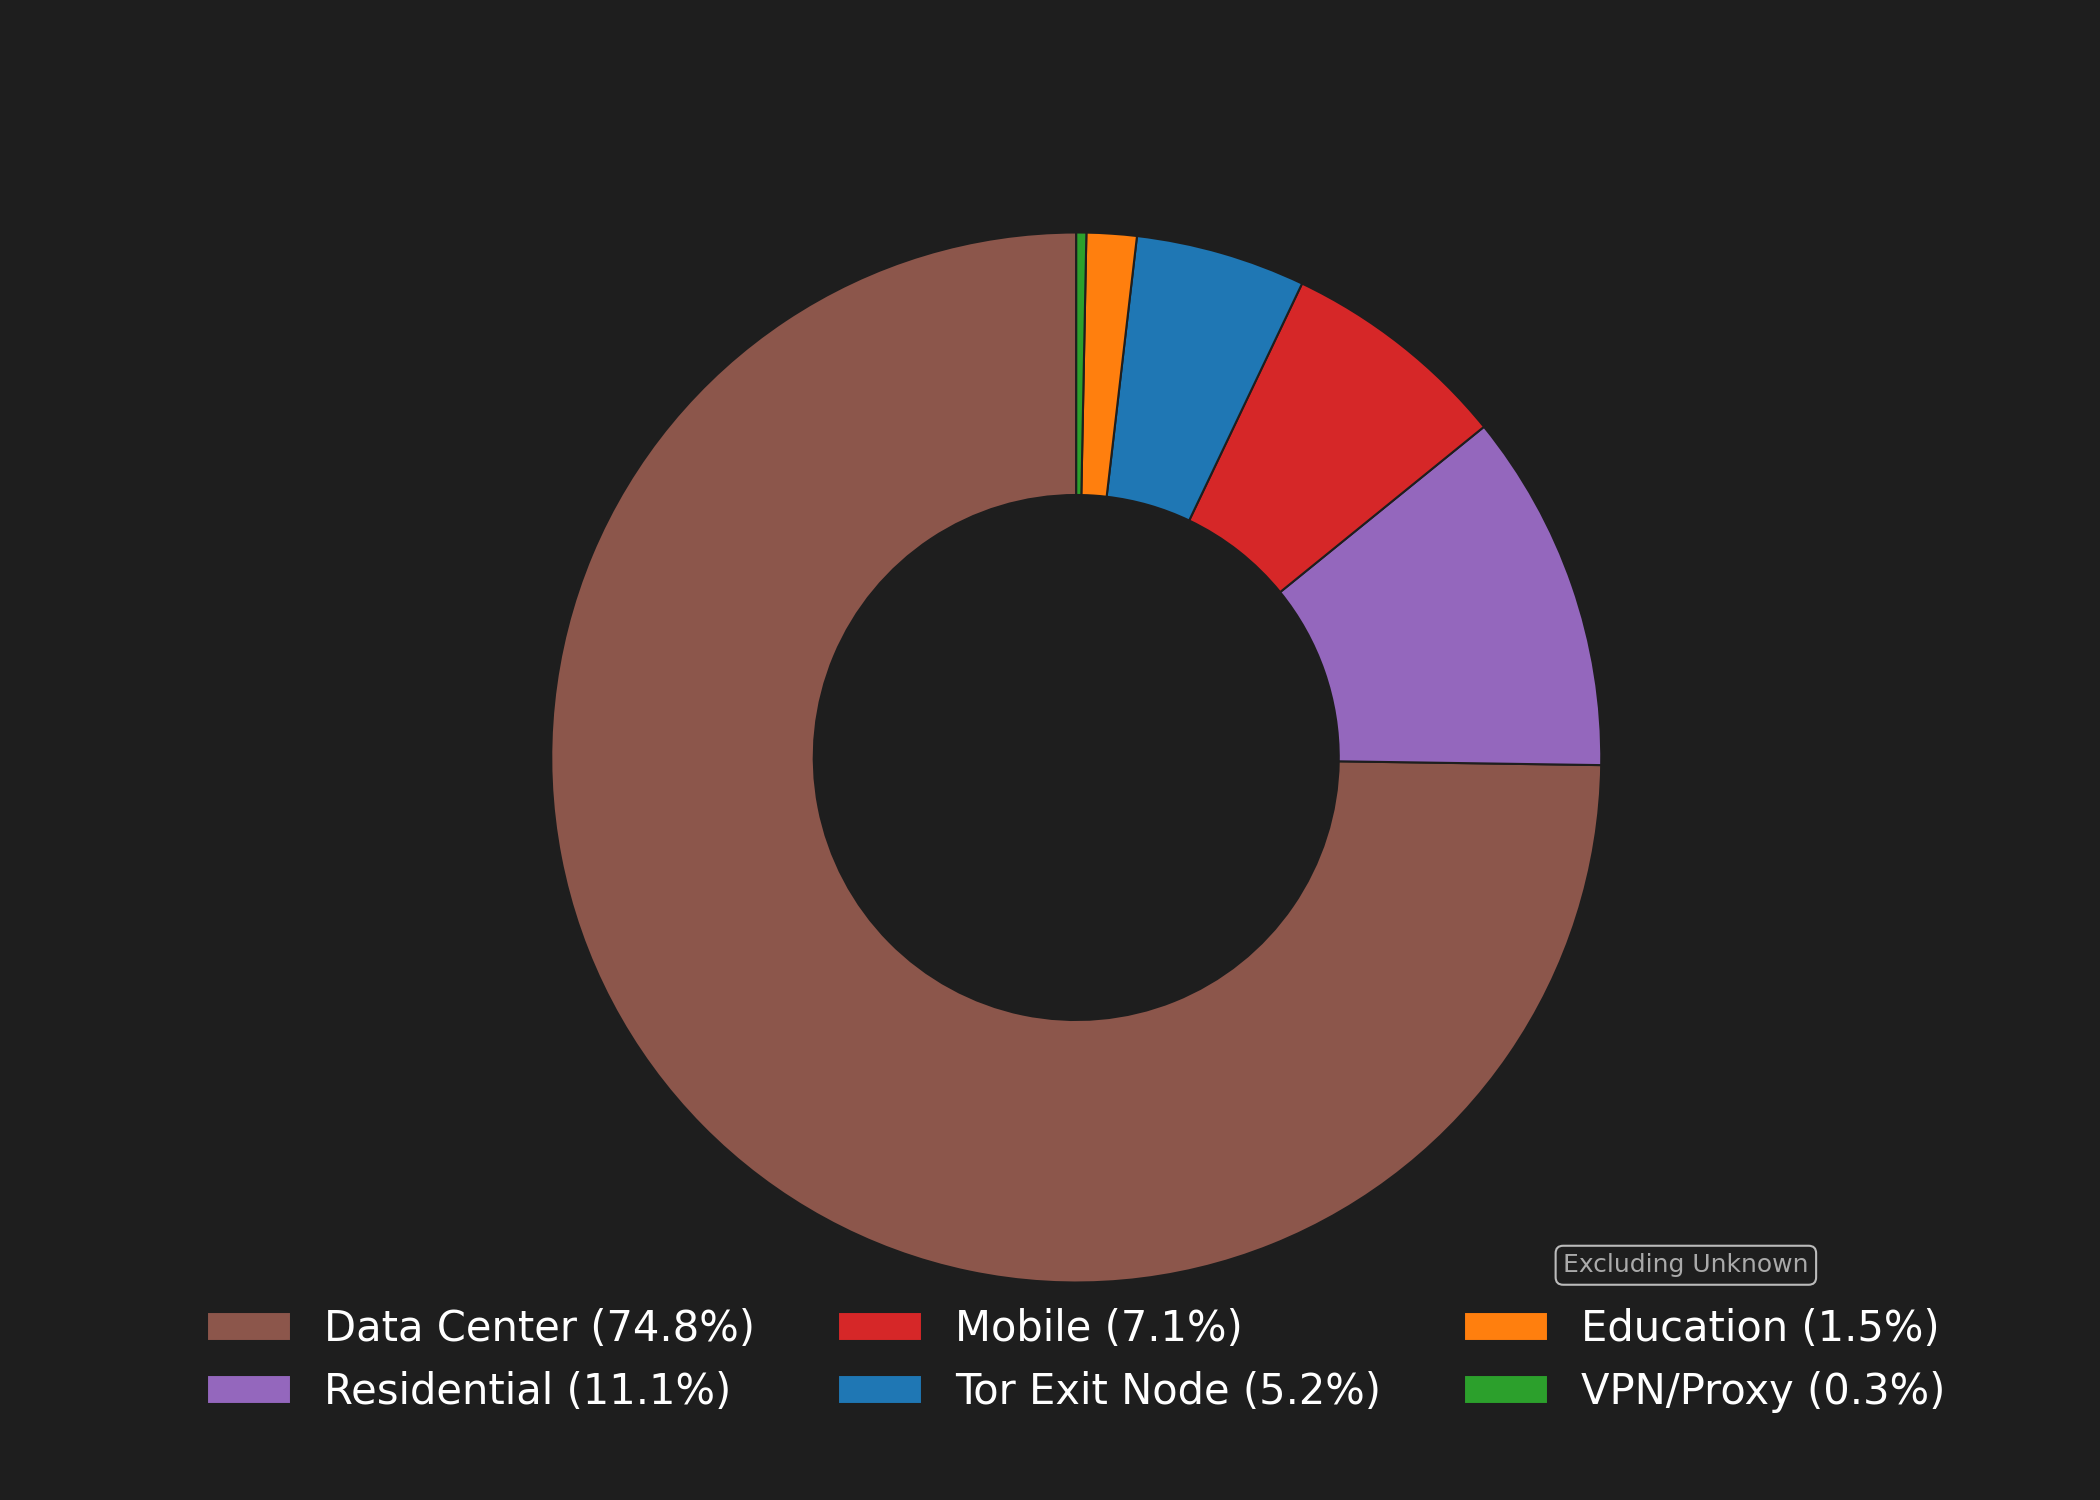 Excluding Unknown
Data Center (74.8%)
Residential (11.1%)
Mobile (7.1%)
Tor Exit Node (5.2%)
Education (1.5%)
VPN/Proxy (0.3%)